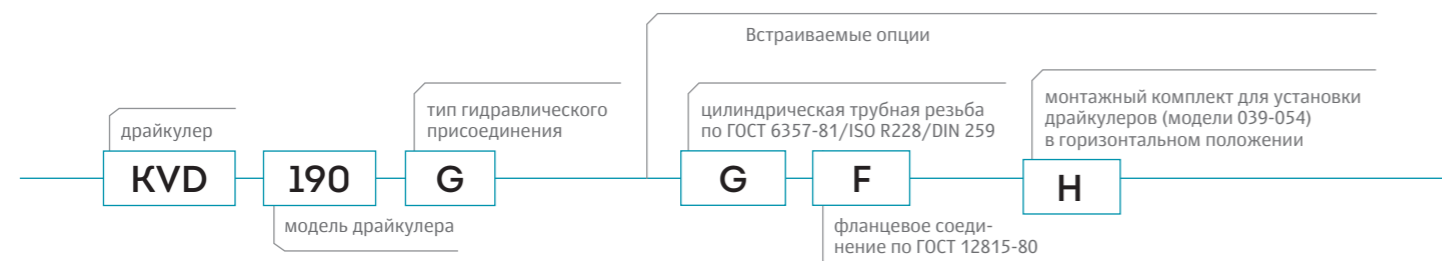 Встраиваемые опции
драйкулер
тип гидравлического
присоединения
цилиндрическая трубная резьба
по ГОСТ 6357-81/ISO R228/DIN 259
монтажный комплект для установки
драйкулеров (модели 039-054)
в горизонтальном положении
KVD 190 G G F H
модель драйкулера
фланцевое соеди-
нение по ГОСТ 12815-80